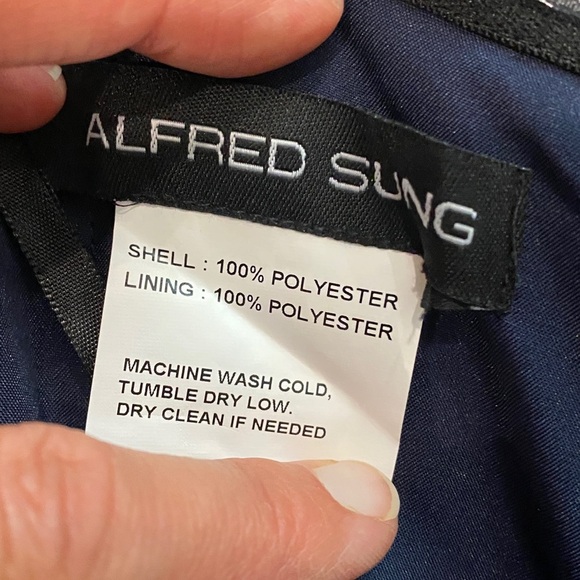 ALFRED SUNG
SHELL : 100% POLYESTER
LINING : 100% POLYESTER
MACHINE WASH COLD,
TUMBLE DRY LOW.
DRY CLEAN IF NEEDED